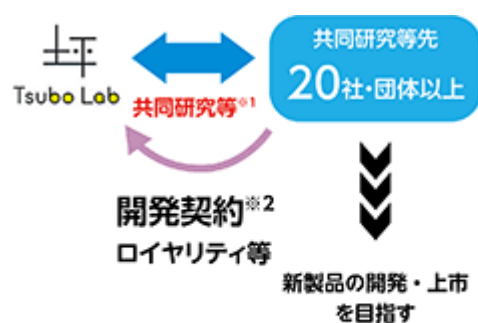 坪
Tsubo Lab
共同研究等※1
共同研究等先
20社・団体以上
開発契約※2
ロイヤリティ等
新製品の開発・上市
を目指す